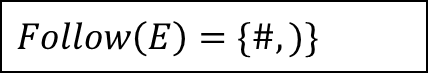 Follow(E) = {#,)}